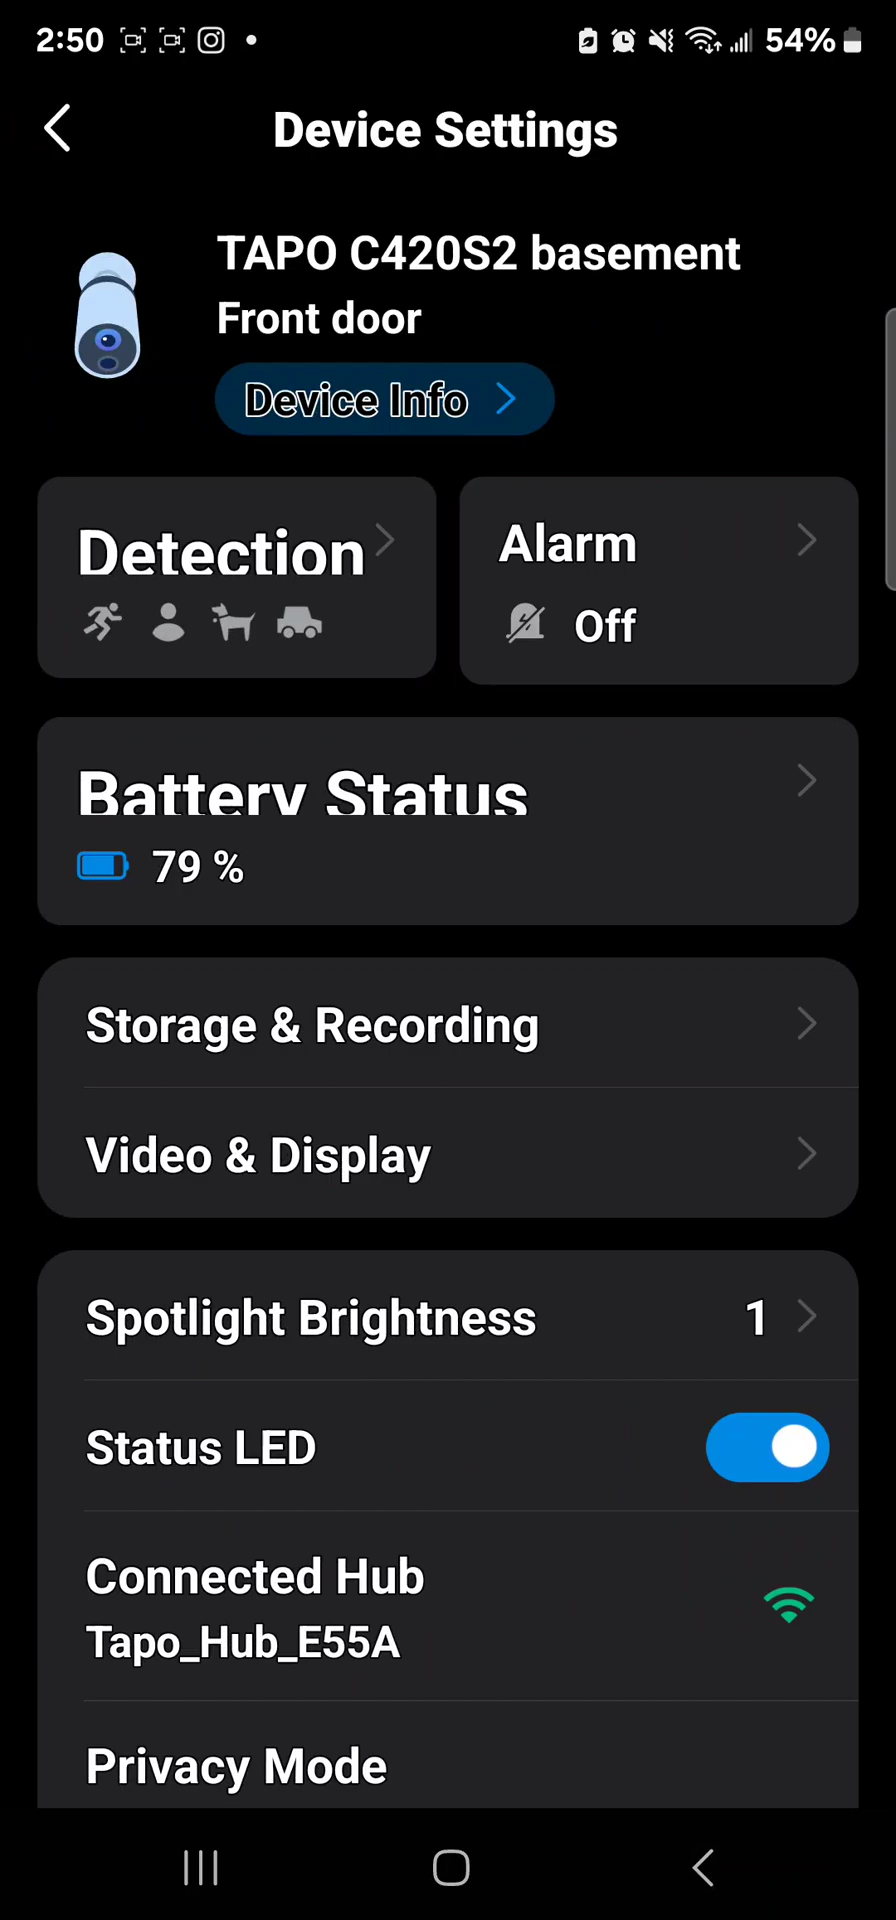 2:50
54%
Device Settings
TAPO C420S2 basement
Front door
Device Info
Detection
Alarm
Off
Battery Status
79 %
Storage & Recording
Video & Display
Spotlight Brightness 1
Status LED
Connected Hub
Tapo_Hub_E55A
Privacy Mode